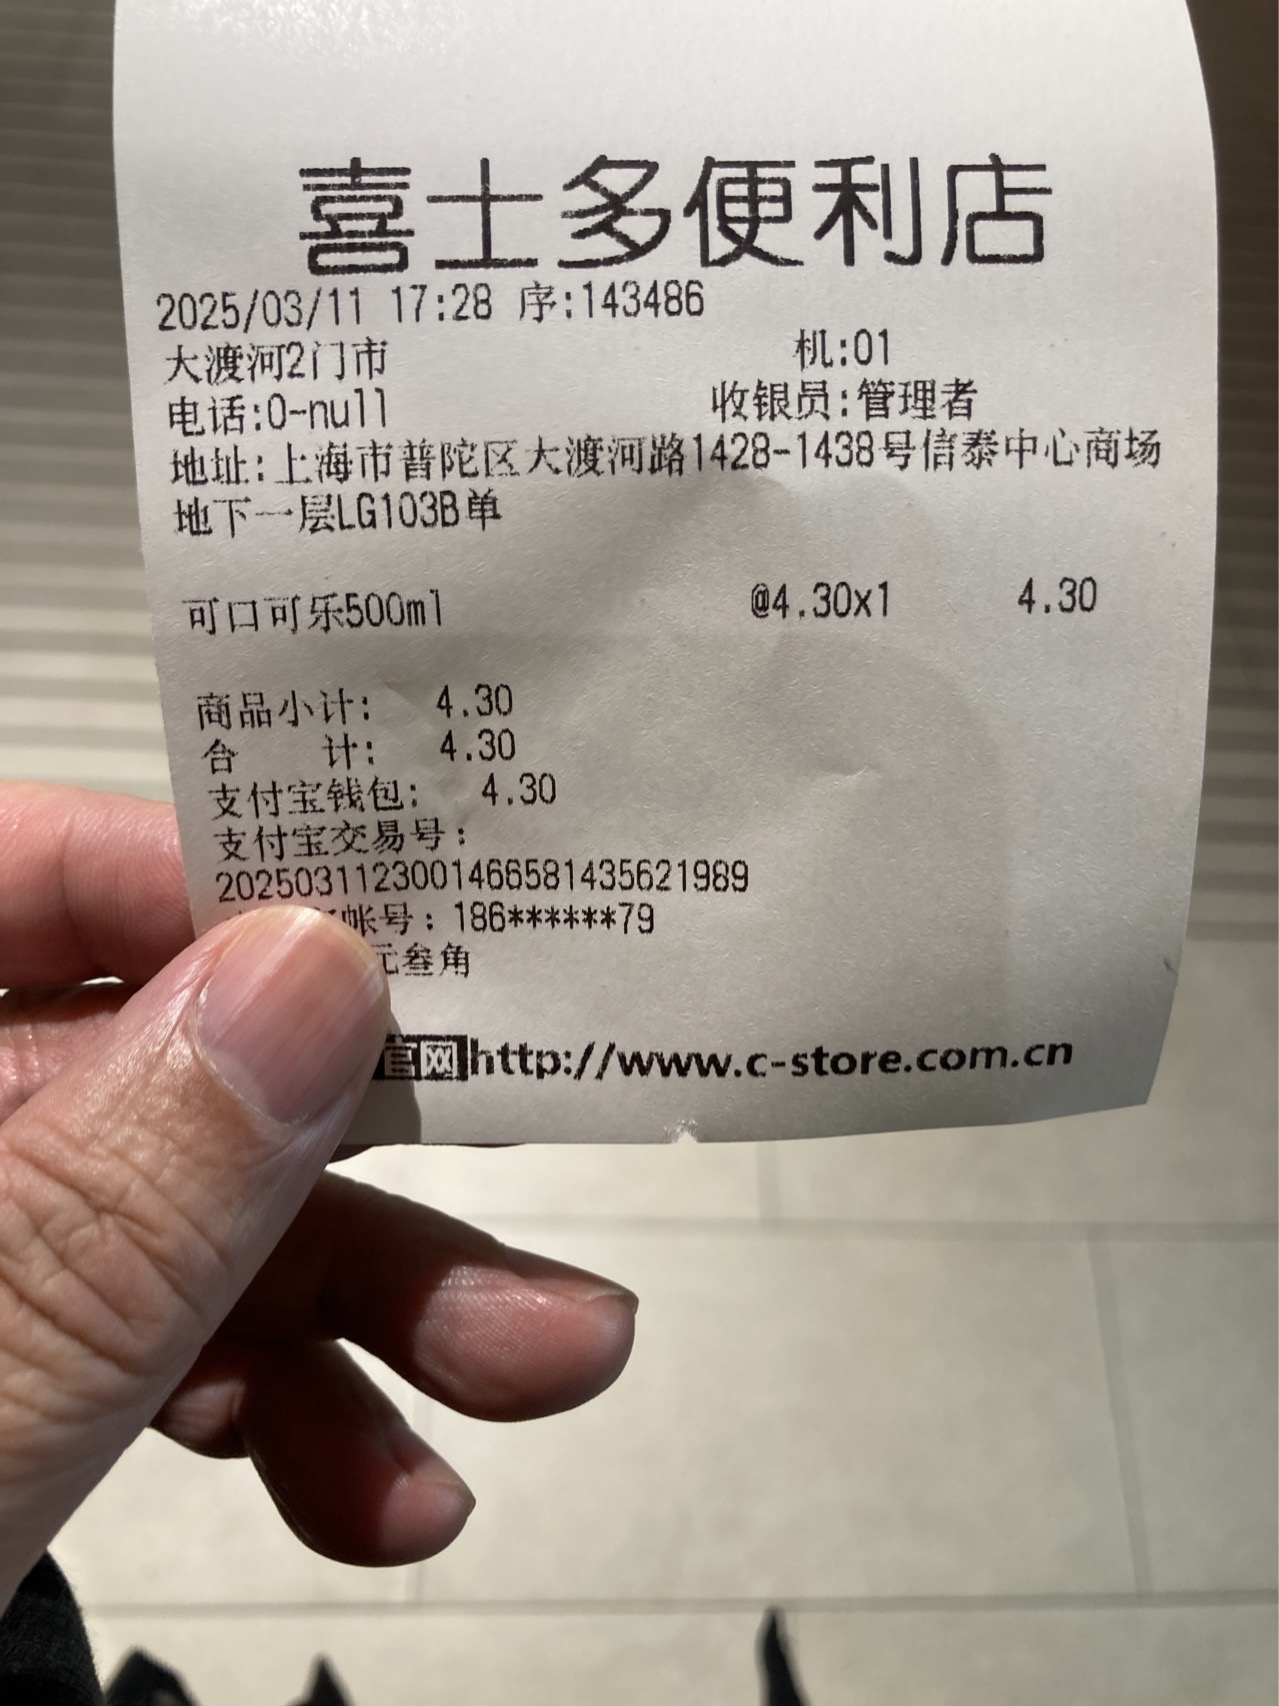 喜士多便利店
2025/03/11 17:28 序:143486
大渡河2门市 机:01
电话:0-null 收银员:管理者
地址:上海市普陀区大渡河路1428-1438号信泰中心商场
地下一层LG103B单
可口可乐500ml @4.30x1 4.30
商品小计: 4.30
合 计: 4.30
支付宝钱包: 4.30
支付宝交易号:
2025031123001466581435621989
帐号:186******79
元叁角
官网http://www.c-store.com.cn